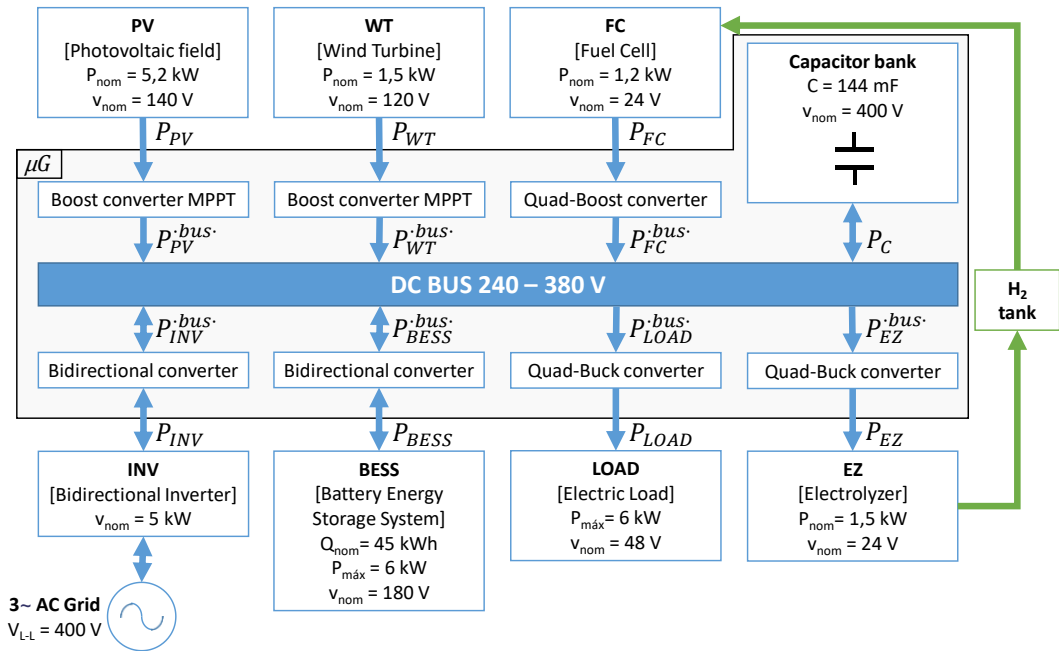 PV
[Photovoltaic field]
P_nom = 5,2 kW
v_nom = 140 V
WT
[Wind Turbine]
P_nom = 1,5 kW
v_nom = 120 V
FC
[Fuel Cell]
P_nom = 1,2 kW
v_nom = 24 V
Capacitor bank
C = 144 mF
v_nom = 400 V
P_PV
P_WT
P_FC
μG
Boost converter MPPT
Boost converter MPPT
Quad-Boost converter
P_PV^·bus·
P_WT^·bus·
P_FC^·bus·
P_C
DC BUS 240 – 380 V
H₂
tank
P_INV^·bus·
P_BESS^·bus·
P_LOAD^·bus·
P_EZ^·bus·
Bidirectional converter
Bidirectional converter
Quad-Buck converter
Quad-Buck converter
P_INV
P_BESS
P_LOAD
P_EZ
INV
[Bidirectional Inverter]
v_nom = 5 kW
BESS
[Battery Energy
Storage System]
Q_nom= 45 kWh
P_máx = 6 kW
v_nom = 180 V
LOAD
[Electric Load]
P_máx = 6 kW
v_nom = 48 V
EZ
[Electrolyzer]
P_nom = 1,5 kW
v_nom = 24 V
3~ AC Grid
V_L-L = 400 V